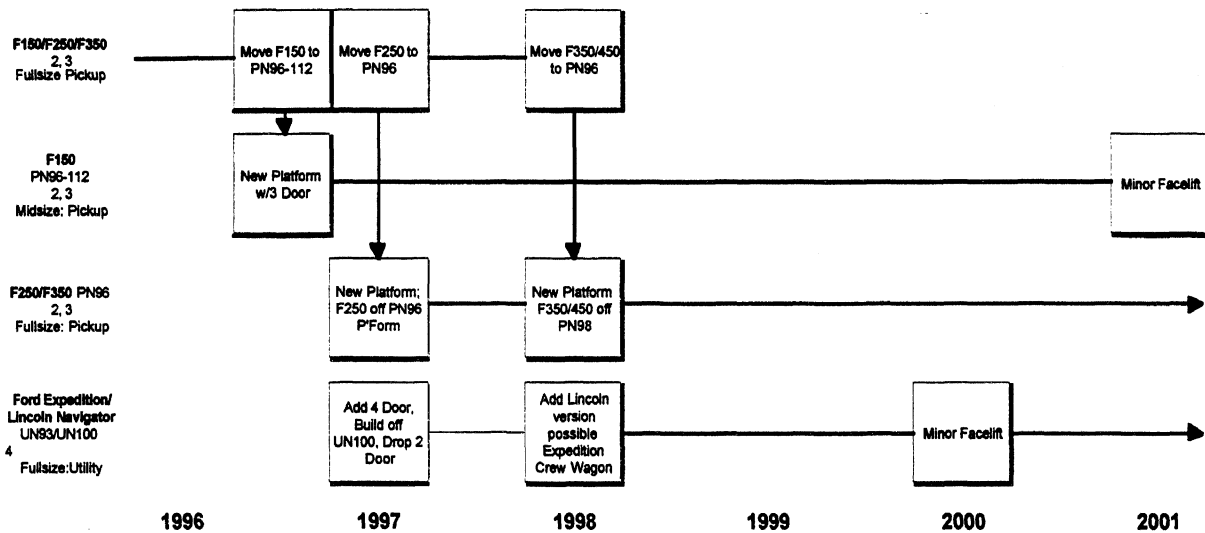 F150/F250/F350
2, 3
Fullsize Pickup
Move F150 to
PN96-112
Move F250 to
PN96
Move F350/450
to PN96
F150
PN96-112
2, 3
Midsize: Pickup
New Platform
w/3 Door
Minor Facelift
F250/F350 PN96
2, 3
Fullsize: Pickup
New Platform;
F250 off PN96
P'Form
New Platform
F350/450 off
PN98
Ford Expedition/
Lincoln Navigator
UN93/UN100
4
Fullsize:Utility
Add 4 Door,
Build off
UN100, Drop 2
Door
Add Lincoln
version
possible
Expedition
Crew Wagon
Minor Facelift
1996
1997
1998
1999
2000
2001